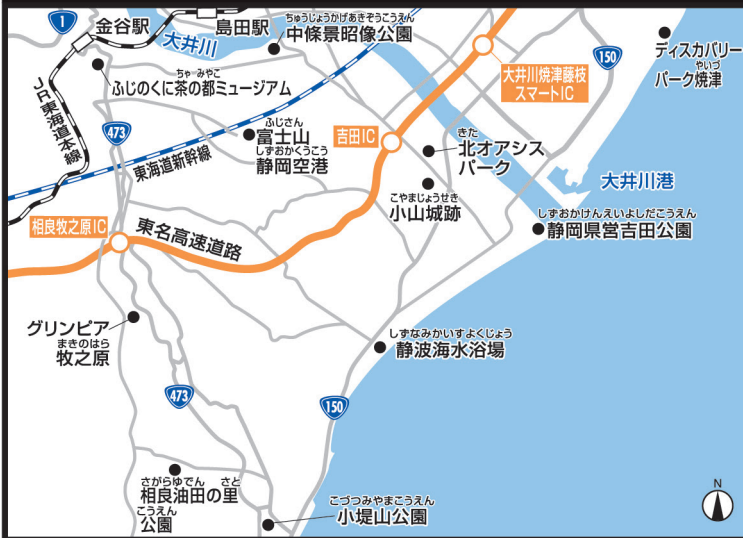 1
金谷駅
島田駅
大井川
ちゅうじょうかげあきぞうこうえん
中條景昭像公園
150
ディスカバリー
やいづ
パーク焼津
大井川焼津藤枝
スマートIC
ちゃ みやこ
ふじのくに茶の都ミュージアム
JR東海道本線
473
東海道新幹線
ふじさん
富士山
しずおかくうこう
静岡空港
吉田IC
きた
北オアシス
パーク
大井川港
こやまじょうせき
小山城跡
しずおかけんえいよしだこうえん
静岡県営吉田公園
相良牧之原IC
東名高速道路
グリンピア
まきのはら
牧之原
しずなみかいすいよくじょう
静波海水浴場
473
150
さがらゆでん さと
相良油田の里
こうえん
公園
こづつみやまこうえん
小堤山公園
N